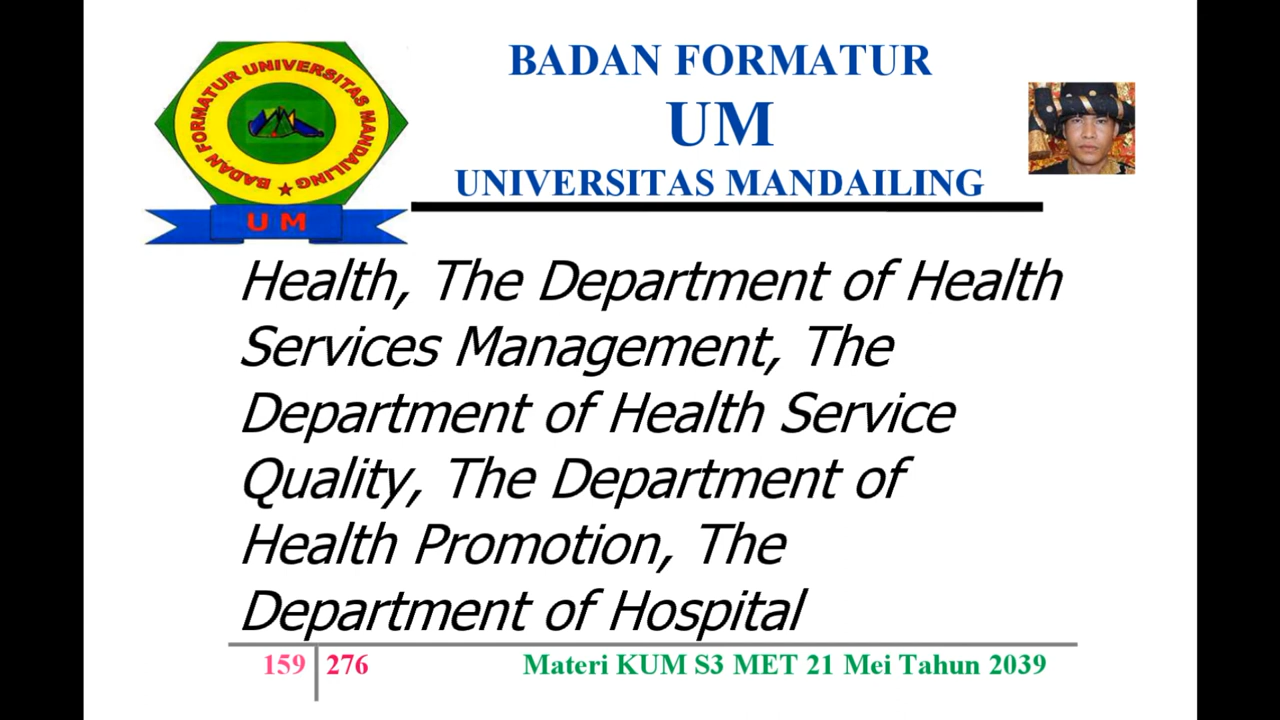 BADAN FORMATUR UNIVERSITAS MANDAILING
UM
BADAN FORMATUR
UM
UNIVERSITAS MANDAILING
Health, The Department of Health
Services Management, The
Department of Health Service
Quality, The Department of
Health Promotion, The
Department of Hospital
159 276 Materi KUM S3 MET 21 Mei Tahun 2039